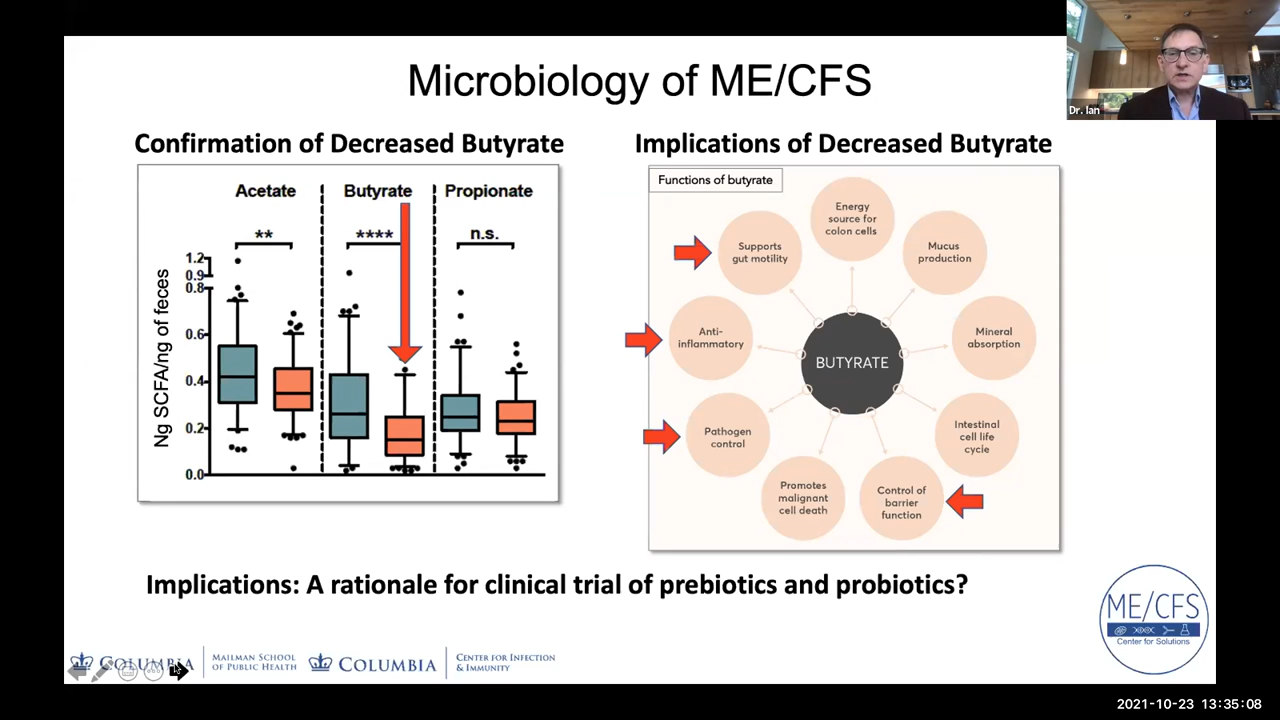 Dr. Ian
Microbiology of ME/CFS
Confirmation of Decreased Butyrate
Acetate
Butyrate
Propionate
**
****
n.s.
Ng SCFA/ng of feces
1.2
0.9
0.8
0.6
0.4
0.2
0.0
Implications of Decreased Butyrate
Functions of butyrate
Energy
source for
colon cells
Mucus
production
Mineral
absorption
Intestinal
cell life
cycle
Control of
barrier
function
Promotes
malignant
cell death
Pathogen
control
Anti-
inflammatory
Supports
gut motility
BUTYRATE
Implications: A rationale for clinical trial of prebiotics and probiotics?
COLUMBIA
MAILMAN SCHOOL
OF PUBLIC HEALTH
COLUMBIA
CENTER FOR INFECTION
& IMMUNITY
ME/CFS
Center for Solutions
2021-10-23 13:35:08